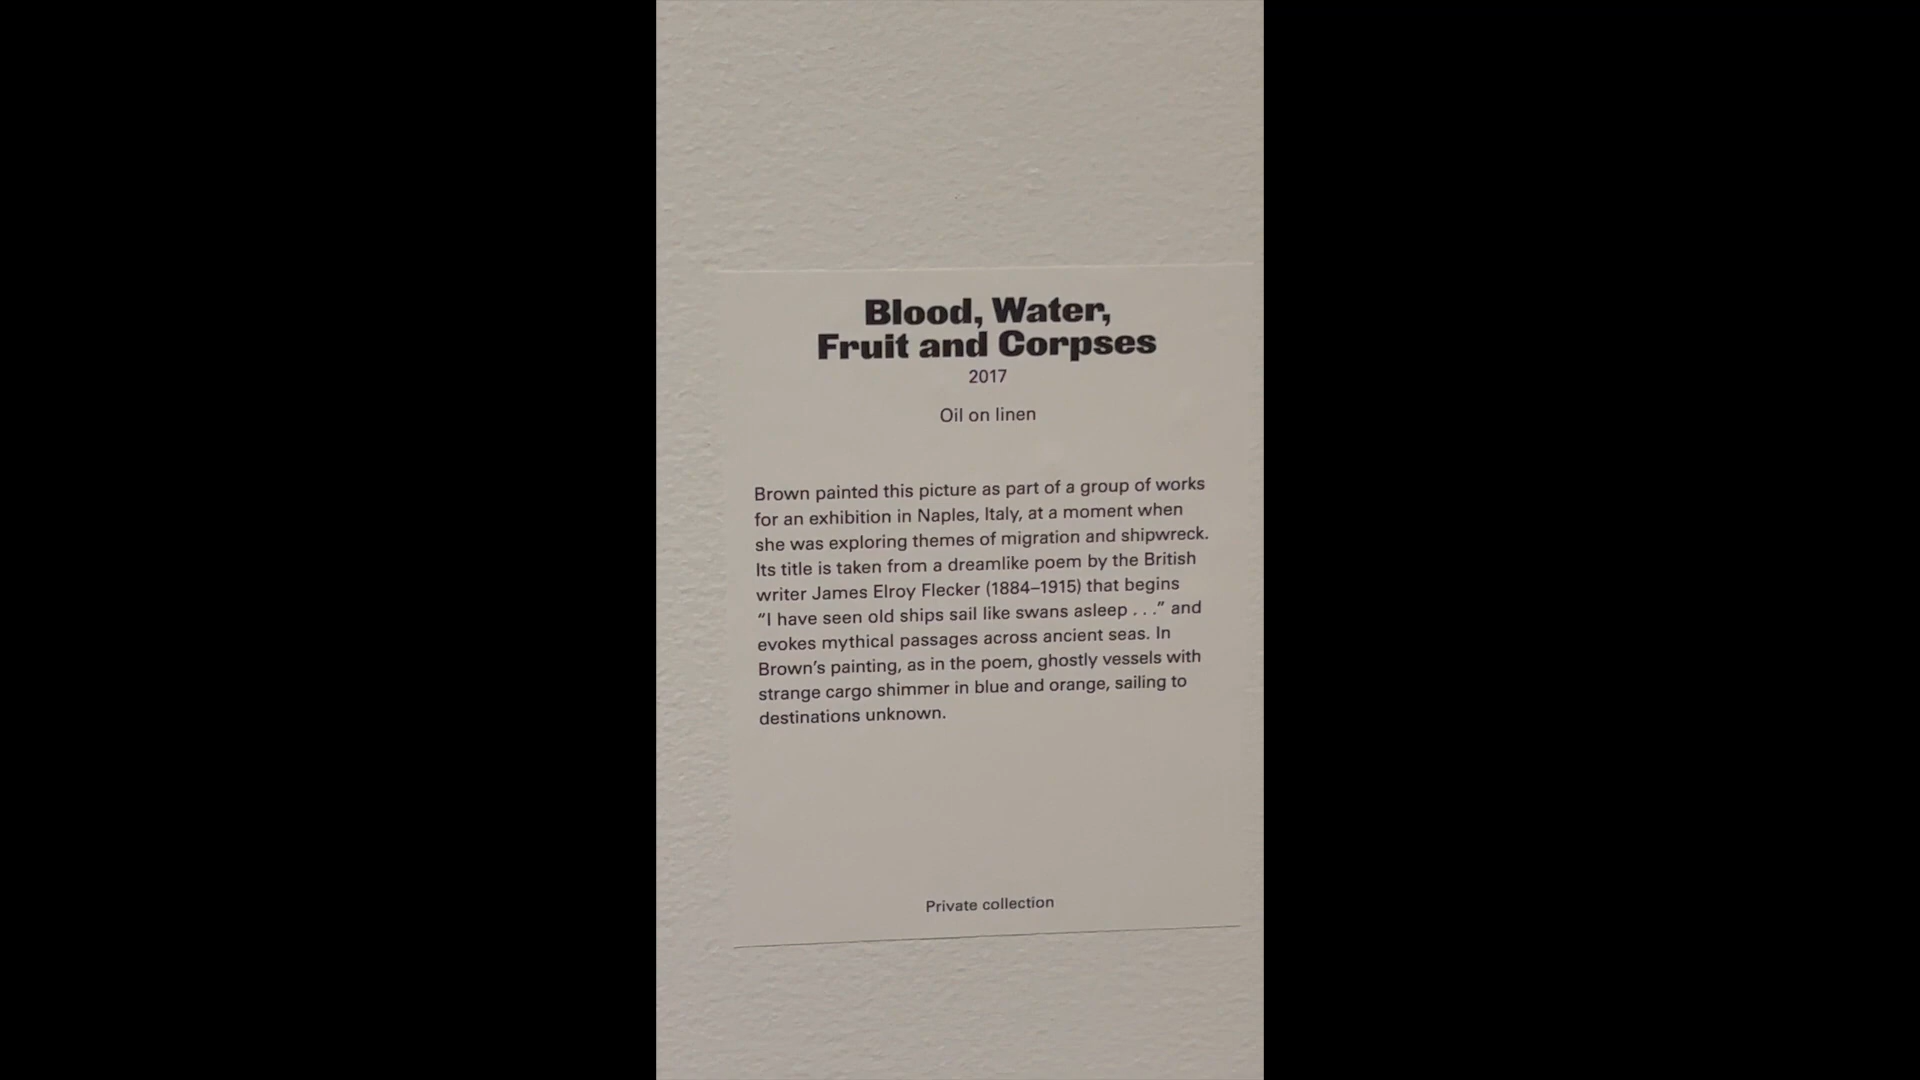 Blood, Water,
Fruit and Corpses
2017
Oil on linen
Brown painted this picture as part of a group of works
for an exhibition in Naples, Italy, at a moment when
she was exploring themes of migration and shipwreck.
Its title is taken from a dreamlike poem by the British
writer James Elroy Flecker (1884–1915) that begins
“I have seen old ships sail like swans asleep . . .” and
evokes mythical passages across ancient seas. In
Brown’s painting, as in the poem, ghostly vessels with
strange cargo shimmer in blue and orange, sailing to
destinations unknown.
Private collection